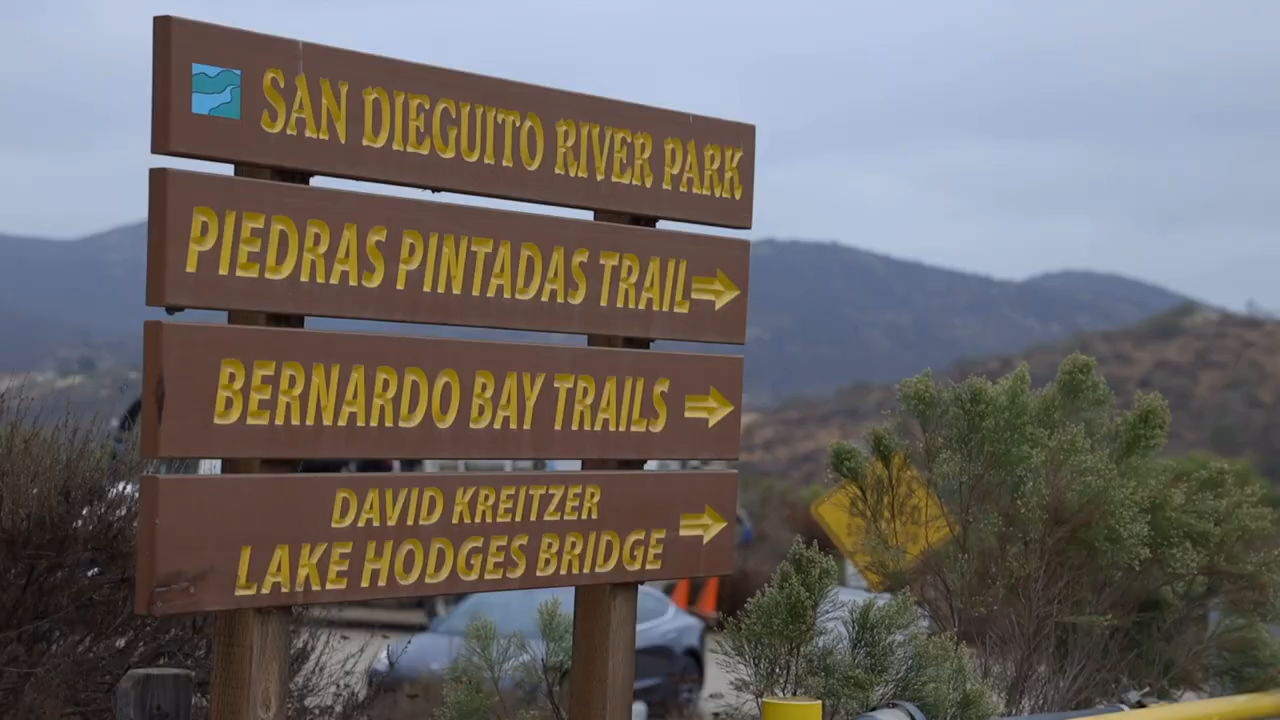 SAN DIEGUITO RIVER PARK
PIEDRAS PINTADAS TRAIL
BERNARDO BAY TRAILS
DAVID KREITZER
LAKE HODGES BRIDGE